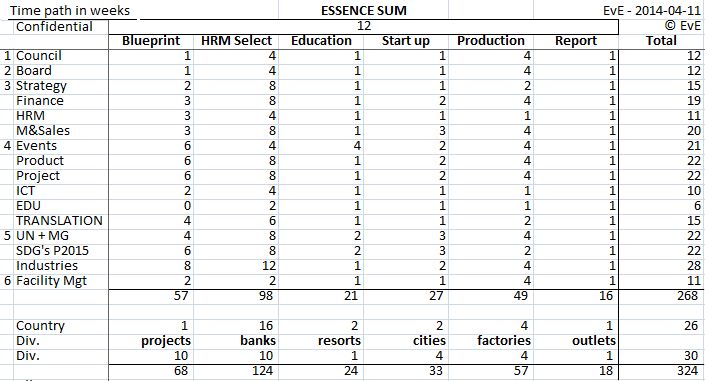 Time path in weeks ESSENCE SUM EvE - 2014-04-11
Confidential 12 © EvE
Blueprint HRM Select Education Start up Production Report Total
1 Council 1 4 1 1 4 1 12
2 Board 1 4 1 1 4 1 12
3 Strategy 2 8 1 1 2 1 15
Finance 3 8 1 2 4 1 19
HRM 3 4 1 1 1 1 11
M&Sales 3 8 1 3 4 1 20
4 Events 6 4 4 2 4 1 21
Product 6 8 1 2 4 1 22
Project 6 8 1 2 4 1 22
ICT 2 4 1 1 1 1 10
EDU 0 2 1 1 1 1 6
TRANSLATION 4 6 1 1 2 1 15
5 UN + MG 4 8 2 3 4 1 22
SDG's P2015 6 8 2 3 2 1 22
Industries 8 12 1 2 4 1 28
6 Facility Mgt 2 2 1 1 4 1 11
57 98 21 27 49 16 268
Country 1 16 2 2 4 1 26
Div. projects banks resorts cities factories outlets
Div. 10 10 1 4 4 1 30
68 124 24 33 57 18 324